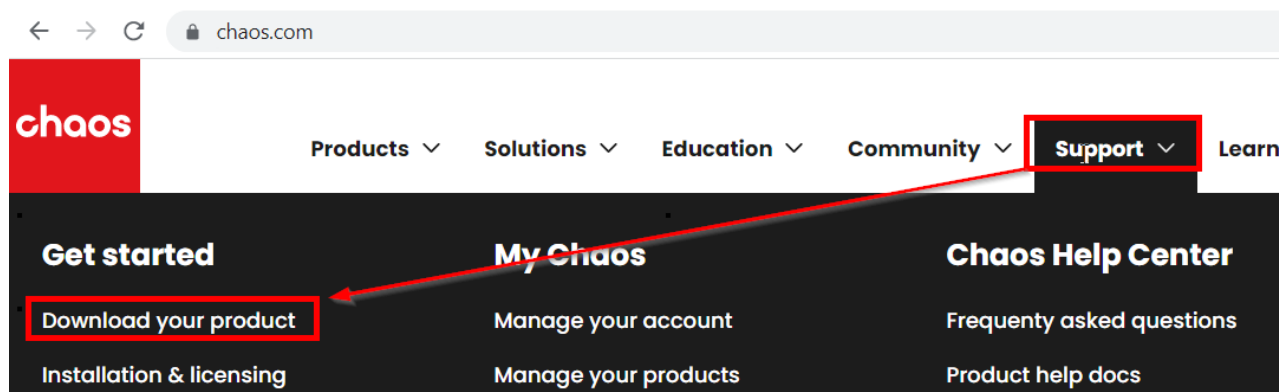 chaos.com
chaos
Products Solutions Education Community Support Learn
Get started My Chaos Chaos Help Center
Download your product Manage your account Frequenty asked questions
Installation & licensing Manage your products Product help docs